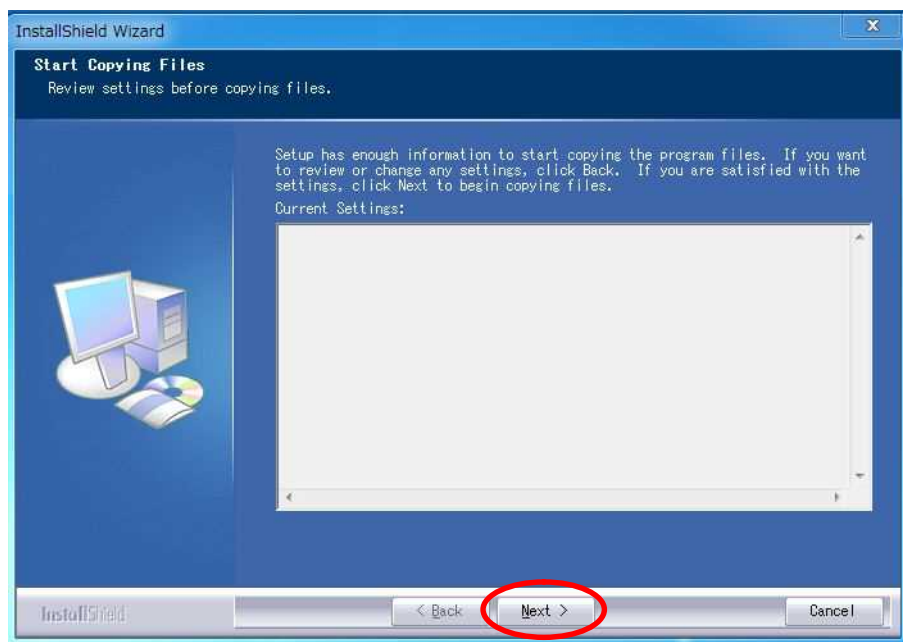 InstallShield Wizard
Start Copying Files
Review settings before copying files.
Setup has enough information to start copying the program files. If you want
to review or change any settings, click Back. If you are satisfied with the
settings, click Next to begin copying files.
Current Settings:
InstallShield
< Back Next > Cancel